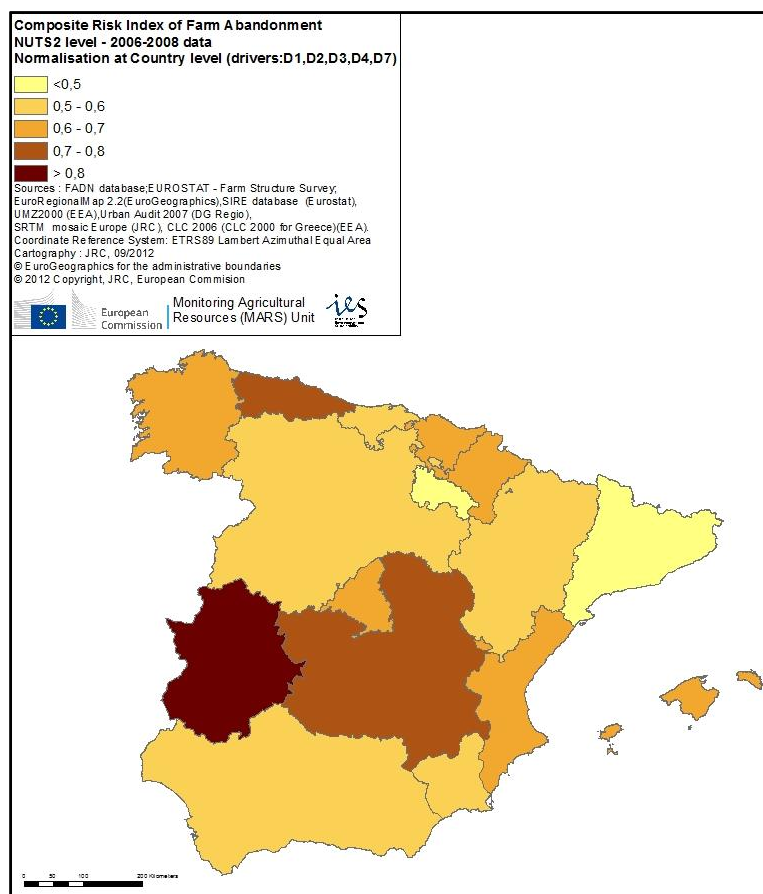 Composite Risk Index of Farm Abandonment
NUTS2 level - 2006-2008 data
Normalisation at Country level (drivers:D1,D2,D3,D4,D7)
<0,5
0,5 - 0,6
0,6 - 0,7
0,7 - 0,8
> 0,8
Sources : FADN database;EUROSTAT - Farm Structure Survey;
EuroRegionalMap 2.2(EuroGeographics),SIRE database (Eurostat),
UMZ2000 (EEA),Urban Audit 2007 (DG Regio),
SRTM mosaic Europe (JRC), CLC 2006 (CLC 2000 for Greece)(EEA).
Coordinate Reference System: ETRS89 Lambert Azimuthal Equal Area
Cartography : JRC, 09/2012
© EuroGeographics for the administrative boundaries
© 2012 Copyright, JRC, European Commision
European
Commission
Monitoring Agricultural
Resources (MARS) Unit
ies
0 50 100 200 Kilometers